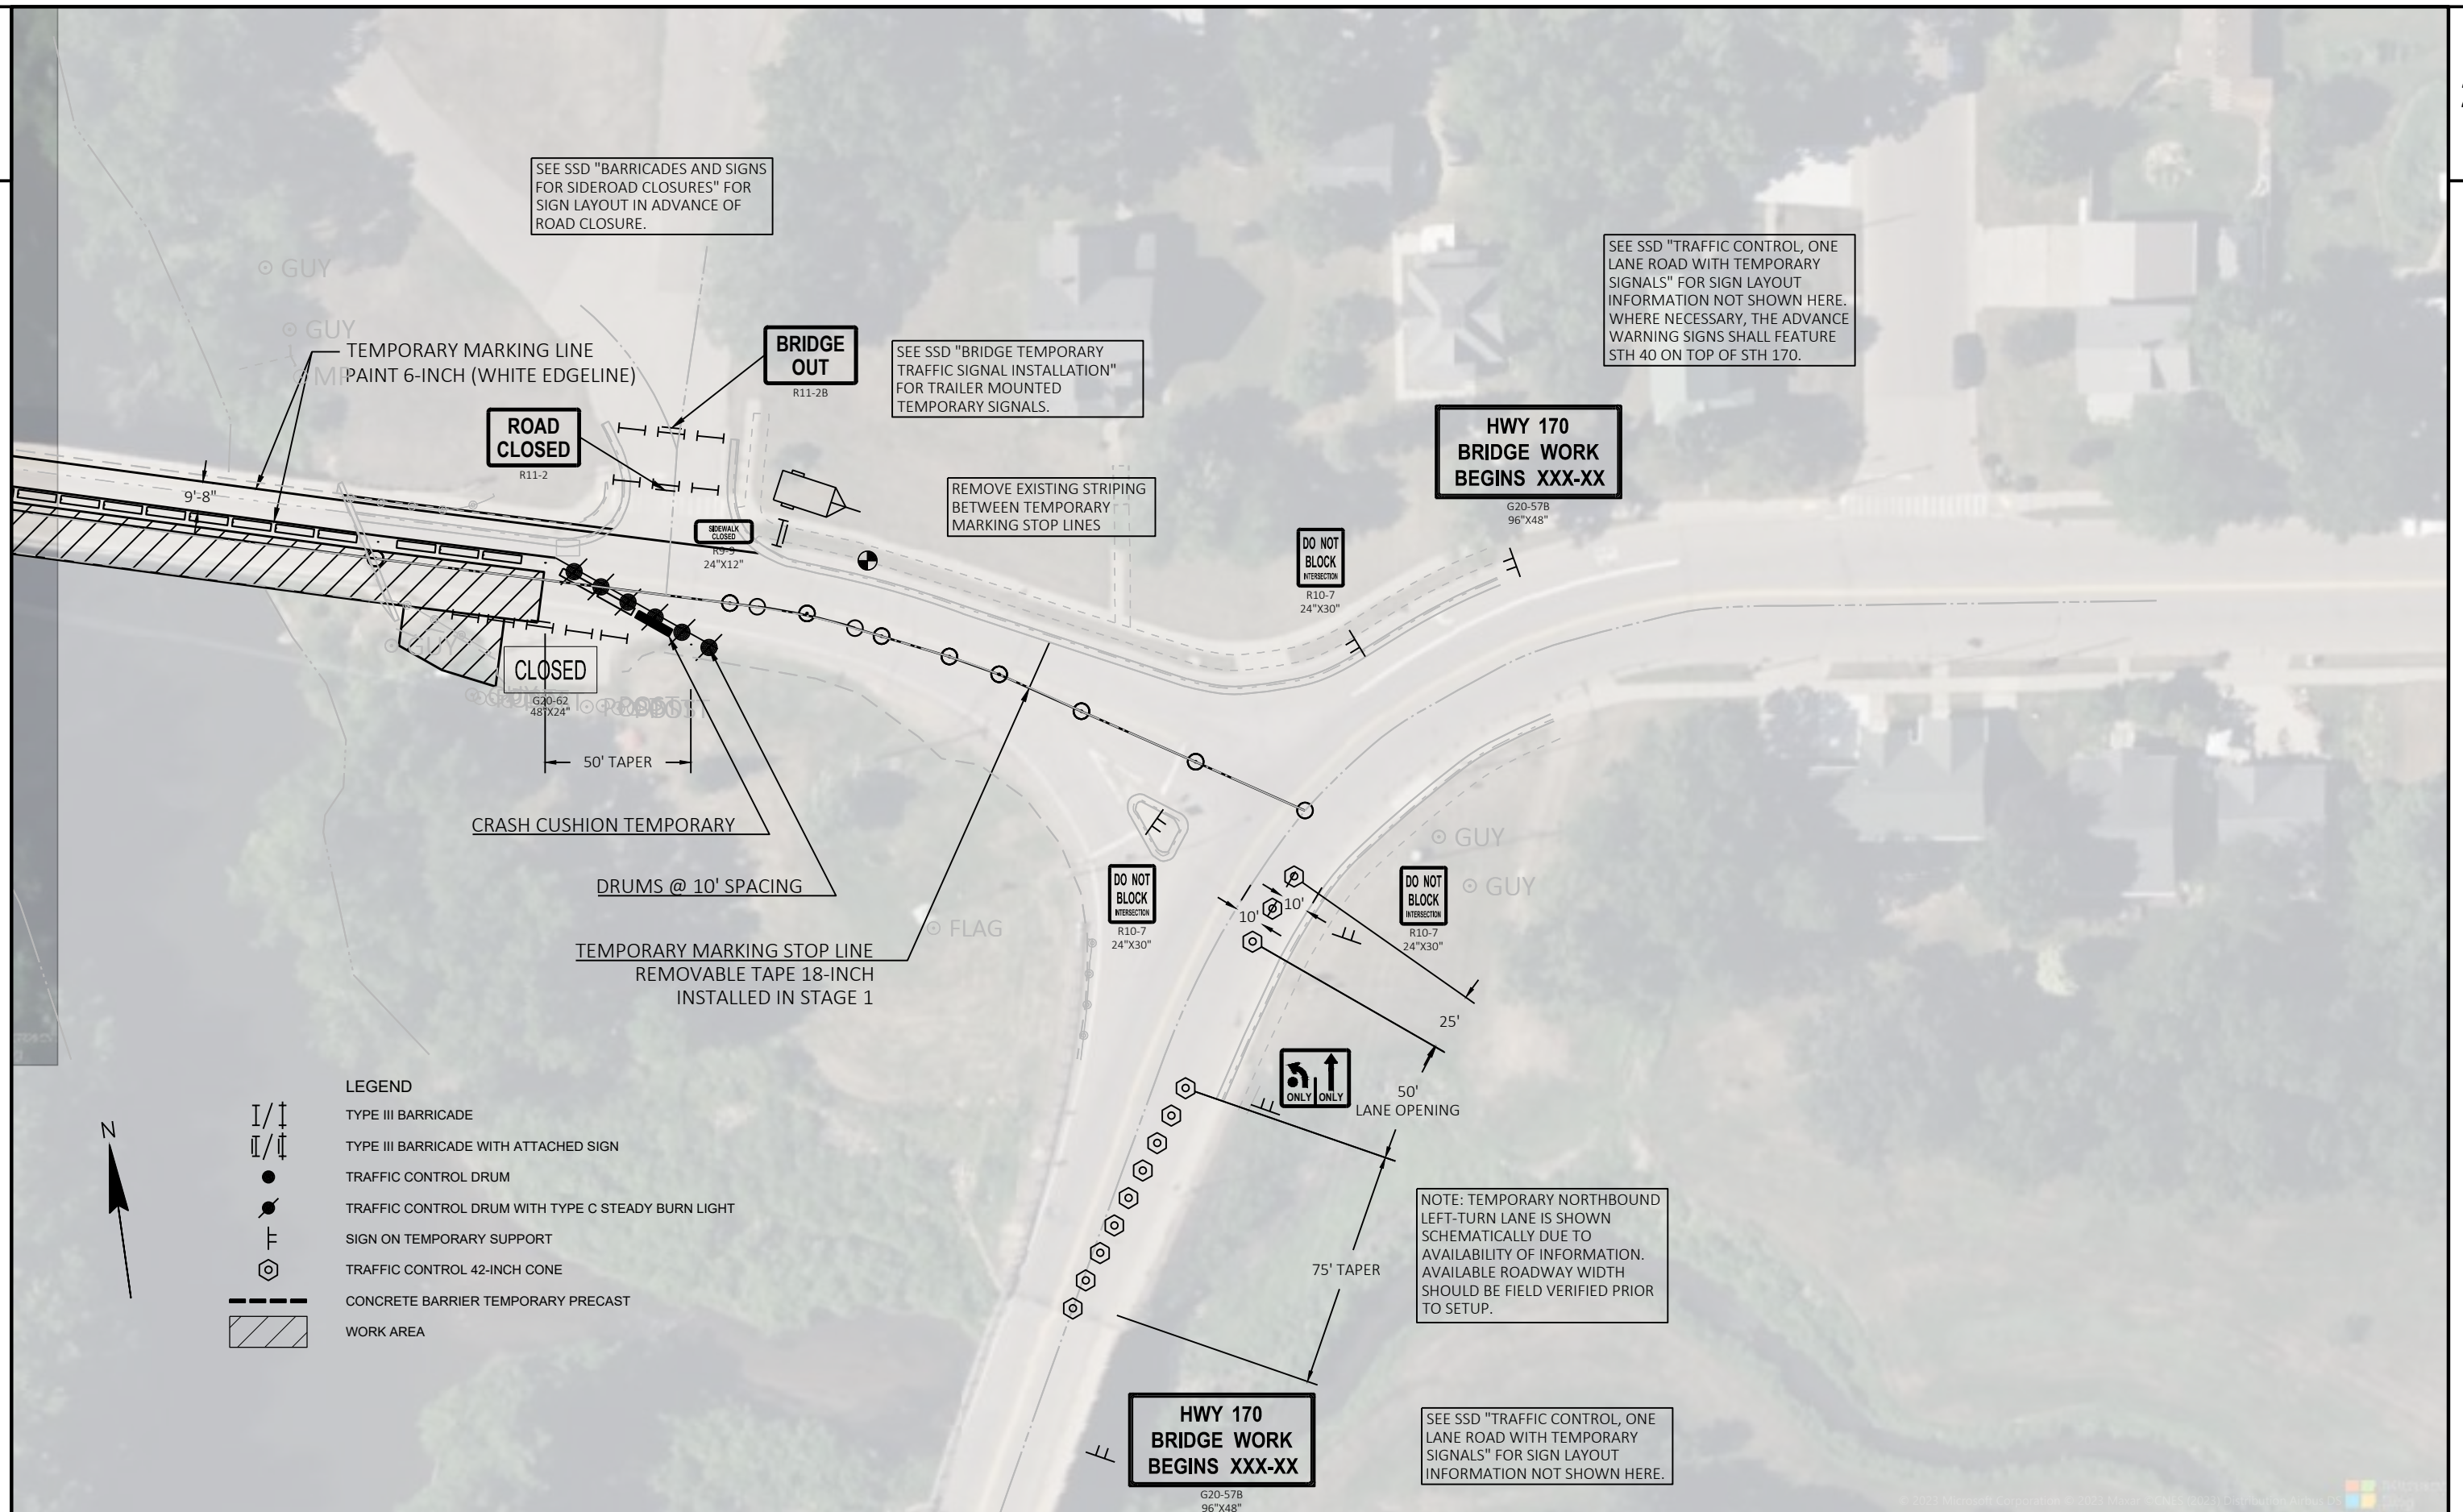 SEE SSD "BARRICADES AND SIGNS
FOR SIDEROAD CLOSURES" FOR
SIGN LAYOUT IN ADVANCE OF
ROAD CLOSURE.
SEE SSD "TRAFFIC CONTROL, ONE
LANE ROAD WITH TEMPORARY
SIGNALS" FOR SIGN LAYOUT
INFORMATION NOT SHOWN HERE.
WHERE NECESSARY, THE ADVANCE
WARNING SIGNS SHALL FEATURE
STH 40 ON TOP OF STH 170.
GUY
GUY
TEMPORARY MARKING LINE
PAINT 6-INCH (WHITE EDGELINE)
BRIDGE
OUT
R11-2B
SEE SSD "BRIDGE TEMPORARY
TRAFFIC SIGNAL INSTALLATION"
FOR TRAILER MOUNTED
TEMPORARY SIGNALS.
ROAD
CLOSED
R11-2
HWY 170
BRIDGE WORK
BEGINS XXX-XX
G20-57B
96"X48"
9'-8"
REMOVE EXISTING STRIPING
BETWEEN TEMPORARY
MARKING STOP LINES
SIDEWALK
CLOSED
R9-9
24"X12"
DO NOT
BLOCK
INTERSECTION
R10-7
24"X30"
GUY
CLOSED
G20-62
48"X24"
50' TAPER
CRASH CUSHION TEMPORARY
DRUMS @ 10' SPACING
TEMPORARY MARKING STOP LINE
REMOVABLE TAPE 18-INCH
INSTALLED IN STAGE 1
FLAG
GUY
GUY
DO NOT
BLOCK
INTERSECTION
R10-7
24"X30"
10'
10'
DO NOT
BLOCK
INTERSECTION
R10-7
24"X30"
25'
ONLY ONLY
50'
LANE OPENING
75' TAPER
NOTE: TEMPORARY NORTHBOUND
LEFT-TURN LANE IS SHOWN
SCHEMATICALLY DUE TO
AVAILABILITY OF INFORMATION.
AVAILABLE ROADWAY WIDTH
SHOULD BE FIELD VERIFIED PRIOR
TO SETUP.
N
LEGEND
TYPE III BARRICADE
TYPE III BARRICADE WITH ATTACHED SIGN
TRAFFIC CONTROL DRUM
TRAFFIC CONTROL DRUM WITH TYPE C STEADY BURN LIGHT
SIGN ON TEMPORARY SUPPORT
TRAFFIC CONTROL 42-INCH CONE
CONCRETE BARRIER TEMPORARY PRECAST
WORK AREA
HWY 170
BRIDGE WORK
BEGINS XXX-XX
G20-57B
96"X48"
SEE SSD "TRAFFIC CONTROL, ONE
LANE ROAD WITH TEMPORARY
SIGNALS" FOR SIGN LAYOUT
INFORMATION NOT SHOWN HERE.